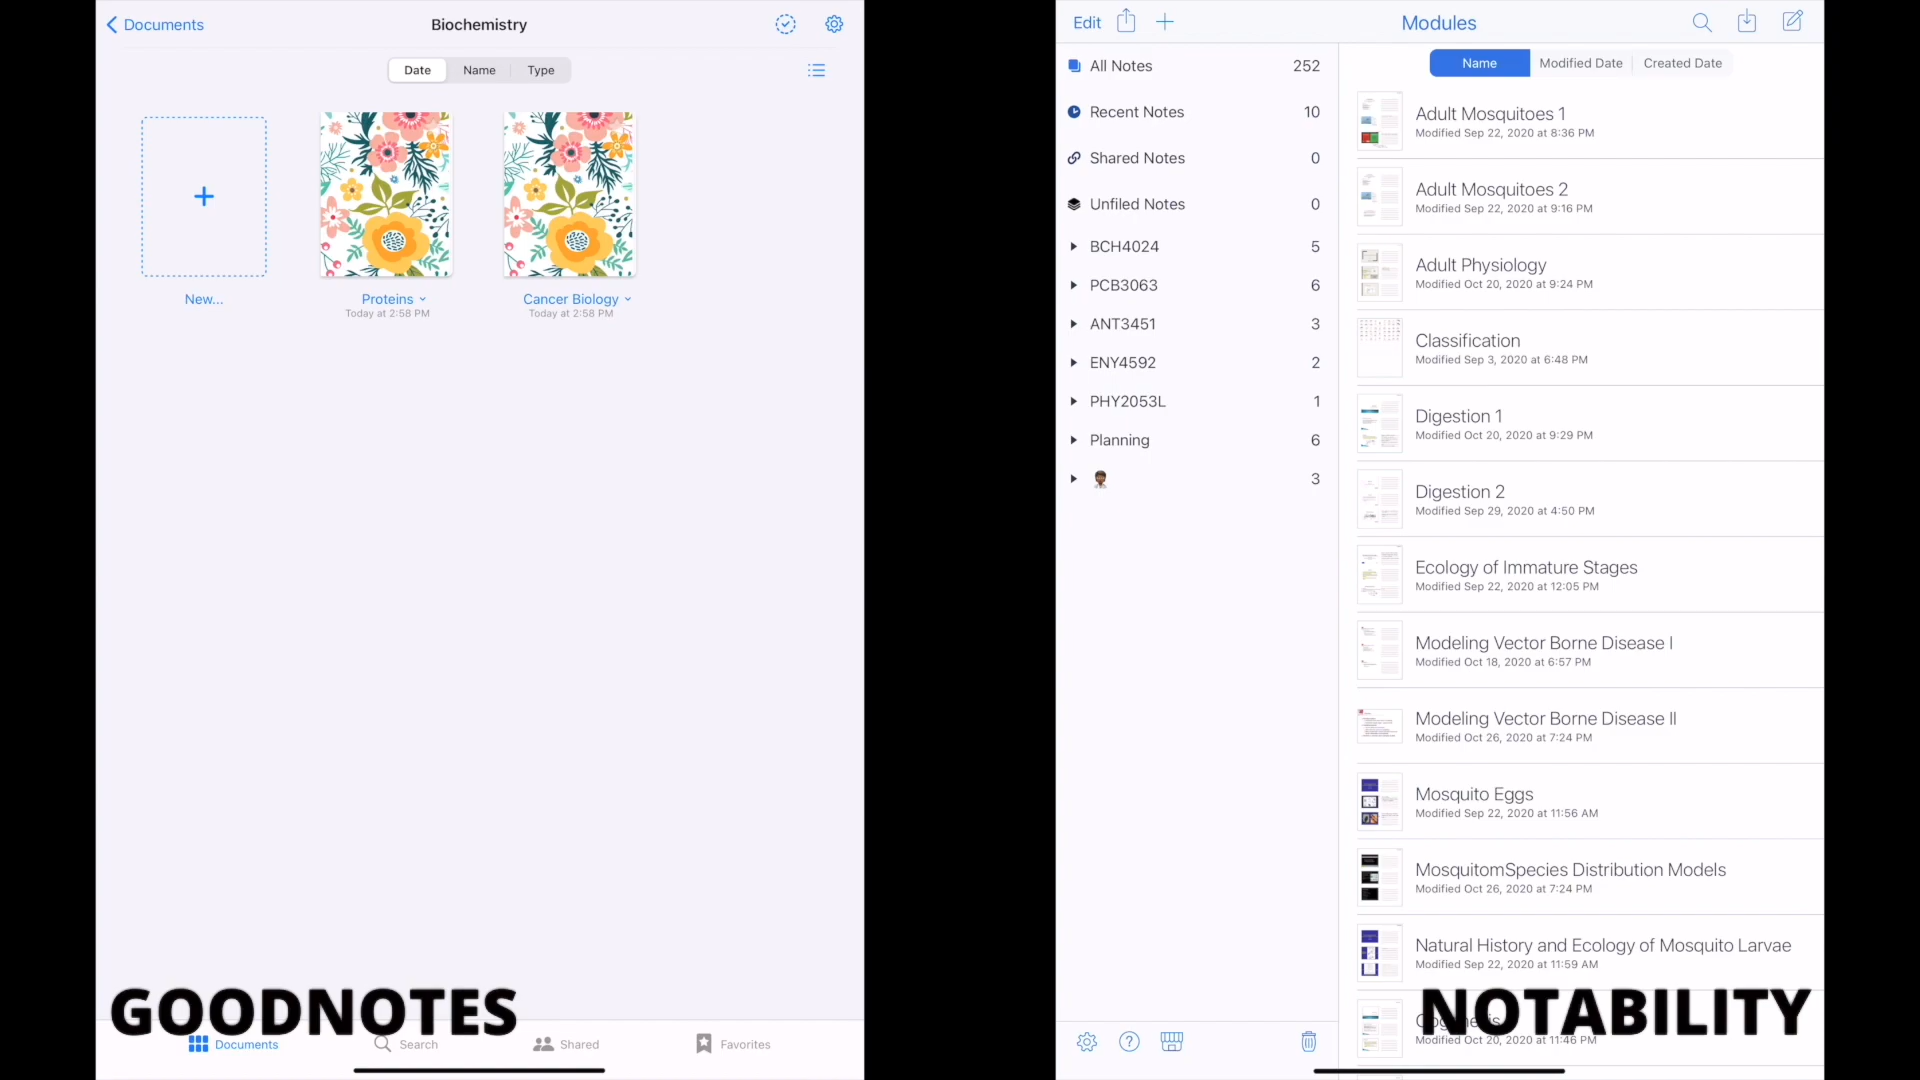 Documents
Biochemistry
Date Name Type
New...
Proteins
Today at 2:58 PM
Cancer Biology
Today at 2:58 PM
GOODNOTES
Documents
Search
Shared
Favorites
Edit
Modules
All Notes 252
Recent Notes 10
Shared Notes 0
Unfiled Notes 0
BCH4024 5
PCB3063 6
ANT3451 3
ENY4592 2
PHY2053L 1
Planning 6
3
Name Modified Date Created Date
Adult Mosquitoes 1
Modified Sep 22, 2020 at 8:36 PM
Adult Mosquitoes 2
Modified Sep 22, 2020 at 9:16 PM
Adult Physiology
Modified Oct 20, 2020 at 9:24 PM
Classification
Modified Sep 3, 2020 at 6:48 PM
Digestion 1
Modified Oct 20, 2020 at 9:29 PM
Digestion 2
Modified Sep 29, 2020 at 4:50 PM
Ecology of Immature Stages
Modified Sep 22, 2020 at 12:05 PM
Modeling Vector Borne Disease I
Modified Oct 18, 2020 at 6:57 PM
Modeling Vector Borne Disease II
Modified Oct 26, 2020 at 7:24 PM
Mosquito Eggs
Modified Sep 22, 2020 at 11:56 AM
MosquitomSpecies Distribution Models
Modified Oct 26, 2020 at 7:24 PM
Natural History and Ecology of Mosquito Larvae
Modified Sep 22, 2020 at 11:59 AM
NOTABILITY
Modified Oct 20, 2020 at 11:46 PM